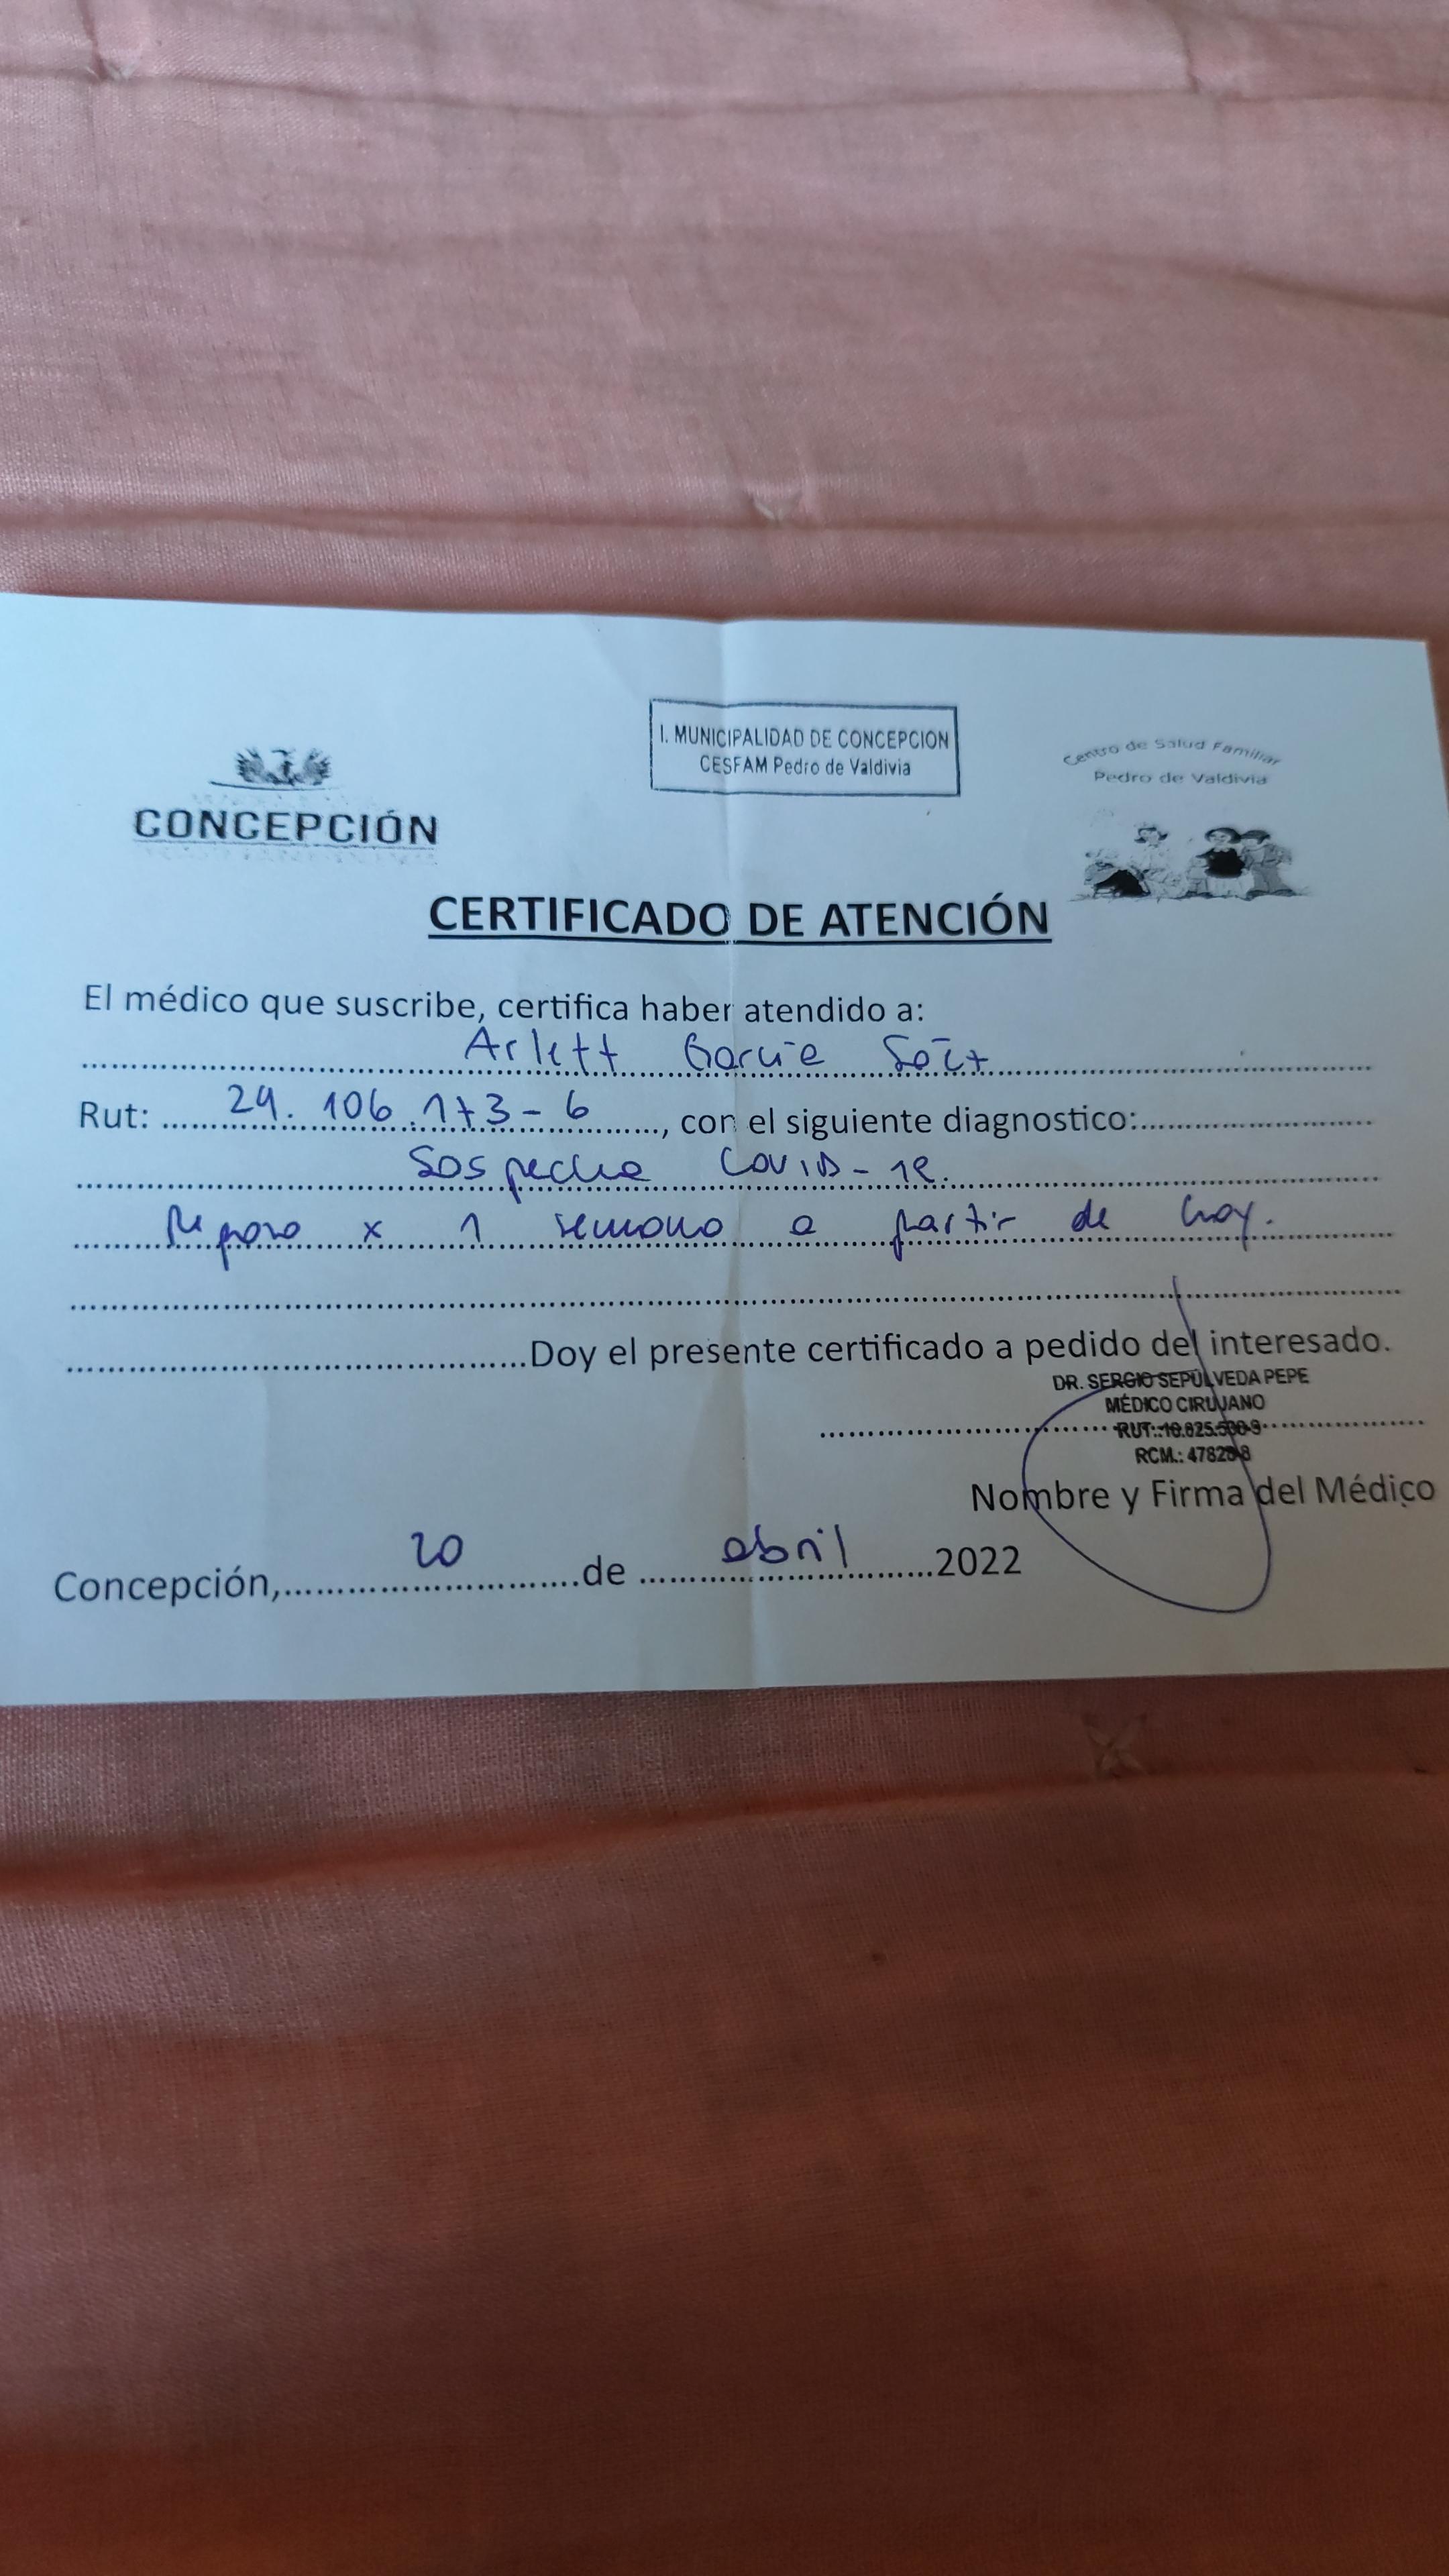 I. MUNICIPALIDAD DE CONCEPCION
CESFAM Pedro de Valdivia
Centro de Salud Familiar
Pedro de Valdivia
CONCEPCIÓN
CERTIFICADO DE ATENCIÓN
El médico que suscribe, certifica haber atendido a:
Arlett Garcia
Rut: 24.106.173-6, con el siguiente diagnostico:
Sospecha Covid-19.
Reposo x 1 semana a partir de hoy.
Doy el presente certificado a pedido del interesado.
DR. SERGIO SEPÚLVEDA PEPE
MÉDICO CIRUJANO
RUT.:
RCM.:
Nombre y Firma del Médico
Concepción, 20 de abril 2022